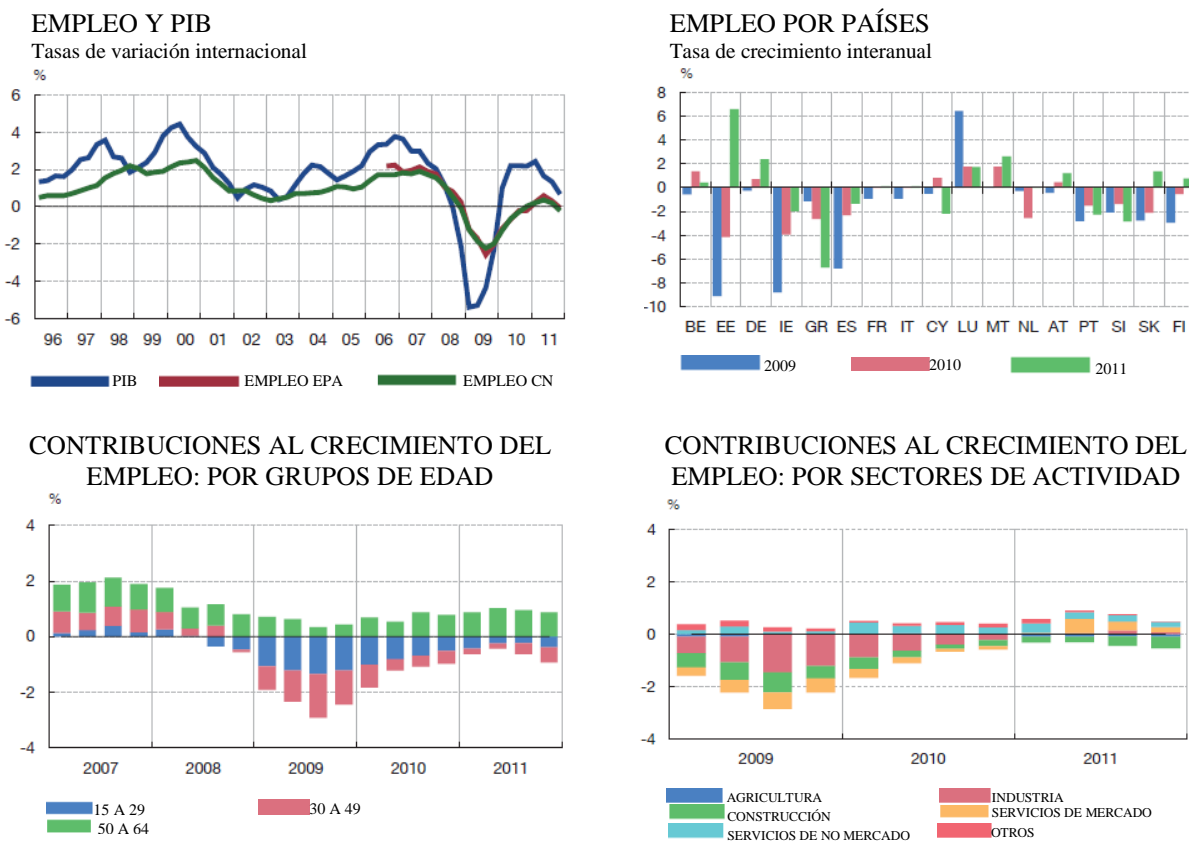 EMPLEO Y PIB
Tasas de variación internacional
%
6
4
2
0
-2
-4
-6
96 97 98 99 00 01 02 03 04 05 06 07 08 09 10 11
PIB EMPLEO EPA EMPLEO CN
EMPLEO POR PAÍSES
Tasa de crecimiento interanual
%
8
6
4
2
0
-2
-4
-6
-8
-10
BE EE DE IE GR ES FR IT CY LU MT NL AT PT SI SK FI
2009 2010 2011
CONTRIBUCIONES AL CRECIMIENTO DEL
EMPLEO: POR GRUPOS DE EDAD
%
4
2
0
-2
-4
2007 2008 2009 2010 2011
15 A 29 30 A 49
50 A 64
CONTRIBUCIONES AL CRECIMIENTO DEL
EMPLEO: POR SECTORES DE ACTIVIDAD
%
4
2
0
-2
-4
2009 2010 2011
AGRICULTURA INDUSTRIA
CONSTRUCCIÓN SERVICIOS DE MERCADO
SERVICIOS DE NO MERCADO OTROS